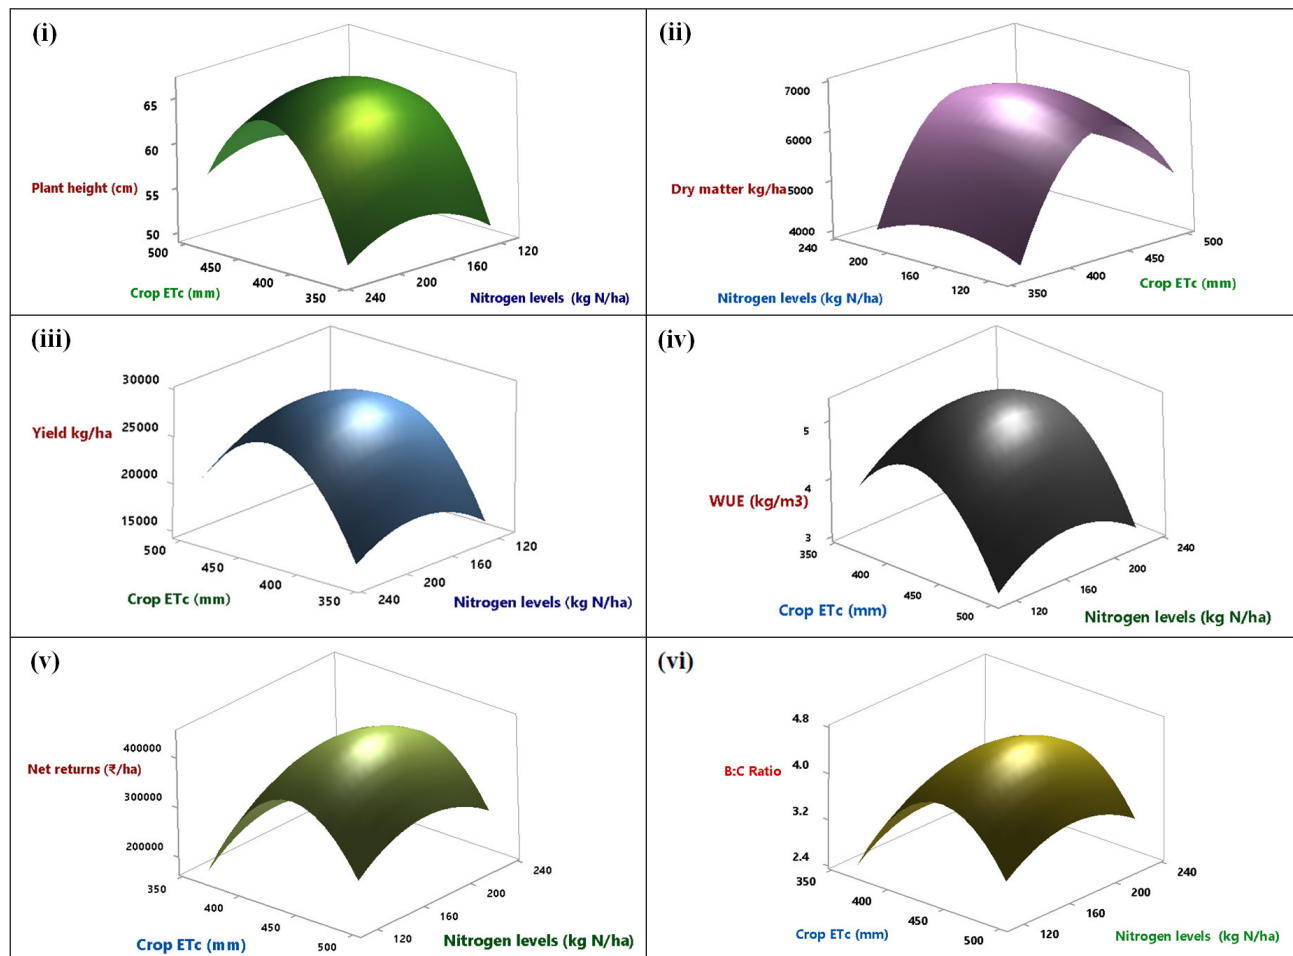 (i)
65
60
55
50
Plant height (cm)
500
450
400
350
Crop ETc (mm)
240
200
160
120
Nitrogen levels (kg N/ha)
(ii)
7000
6000
5000
4000
Dry matter kg/ha
240
200
160
120
Nitrogen levels (kg N/ha)
350
400
450
500
Crop ETc (mm)
(iii)
30000
25000
20000
15000
Yield kg/ha
500
450
400
350
Crop ETc (mm)
240
200
160
120
Nitrogen levels (kg N/ha)
(iv)
5
4
3
WUE (kg/m3)
350
400
450
500
Crop ETc (mm)
120
160
200
240
Nitrogen levels (kg N/ha)
(v)
400000
300000
200000
Net returns (₹/ha)
350
400
450
500
Crop ETc (mm)
120
160
200
240
Nitrogen levels (kg N/ha)
(vi)
4.8
4.0
3.2
2.4
B:C Ratio
350
400
450
500
Crop ETc (mm)
120
160
200
240
Nitrogen levels (kg N/ha)